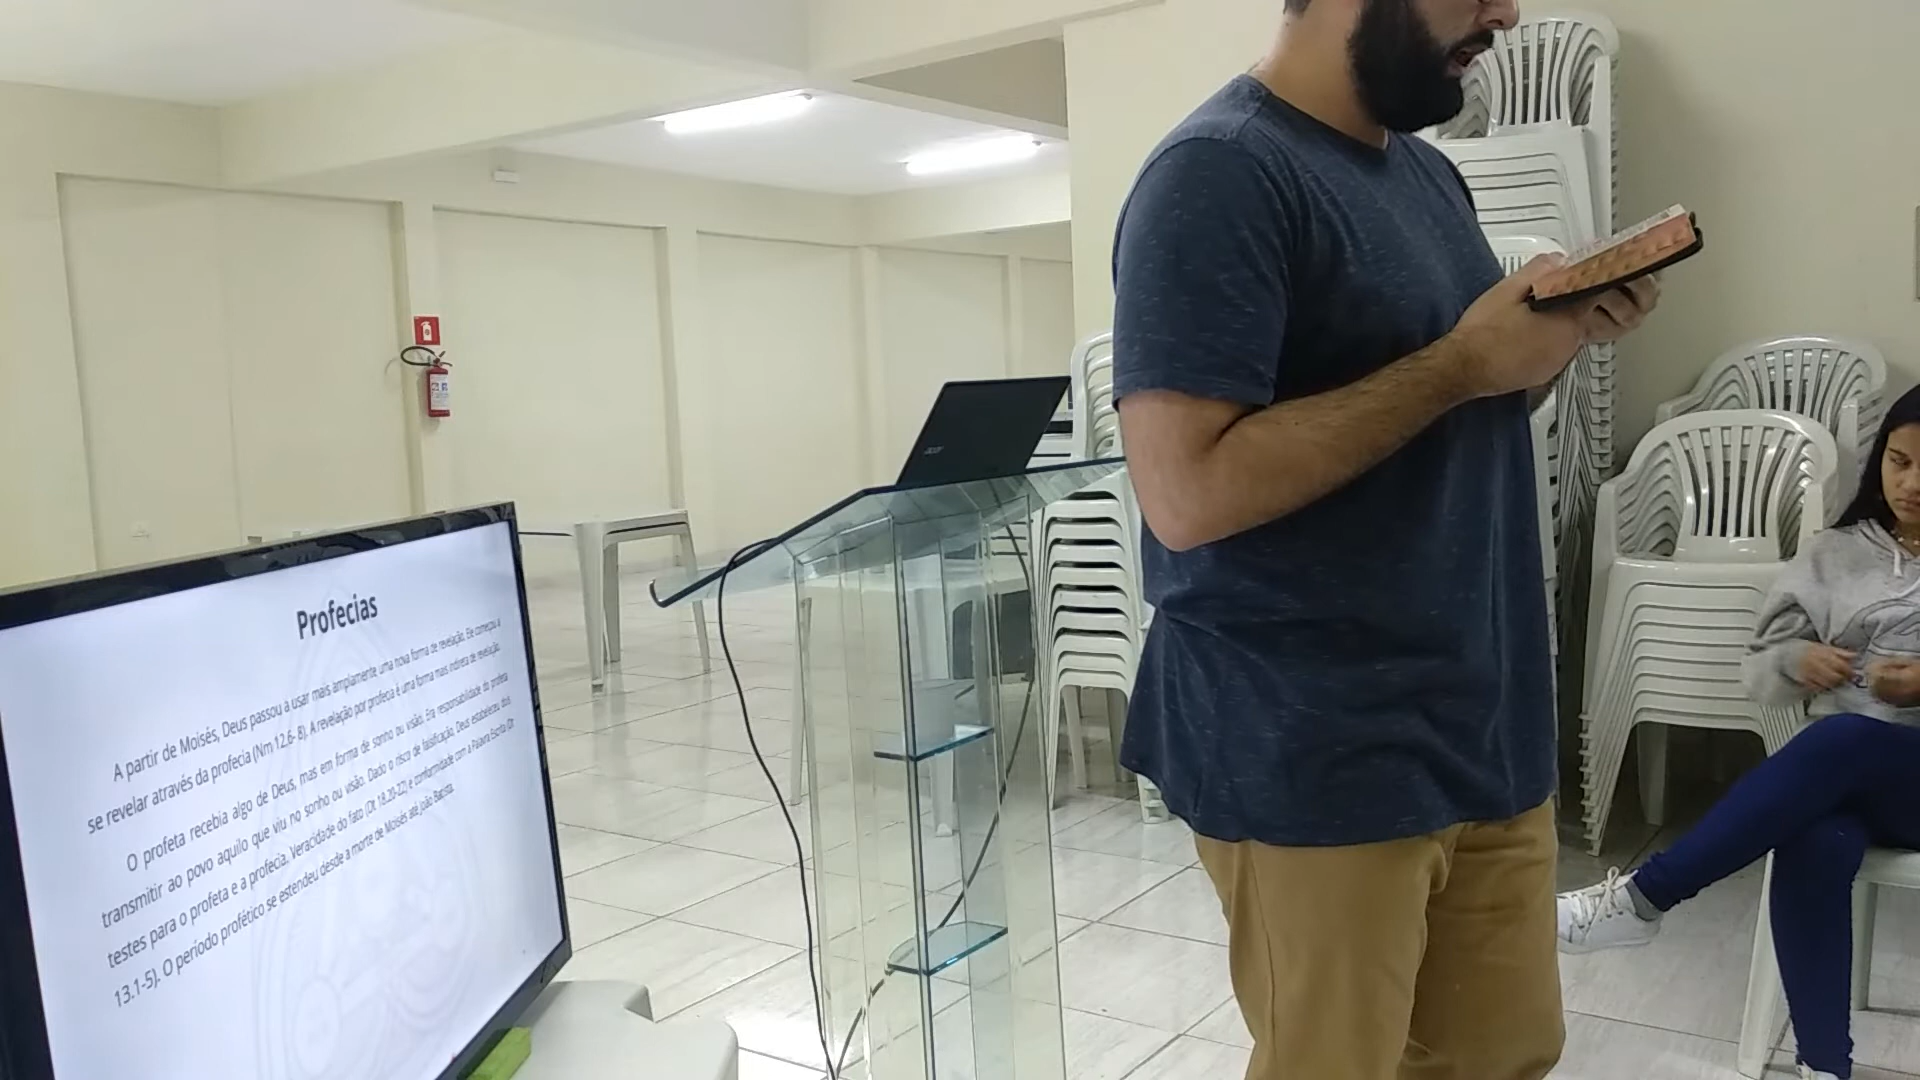 Profecias
A partir de Moisés, Deus passou a usar mais amplamente uma nova forma de revelação. Ele começou a
se revelar através da profecia (Nm 12.6- 8). A revelação por profecia é uma forma mais indireta de revelação.
O profeta recebia algo de Deus, mas em forma de sonho ou visão. Era responsabilidade do profeta
transmitir ao povo aquilo que viu no sonho ou visão. Dado o risco de falsificação, Deus estabeleceu dois
testes para o profeta e a profecia. Veracidade do fato (Dt 18.20-22) e conformidade com a Palavra Escrita (Dt
13.1-5). O período profético se estendeu desde a morte de Moisés até João Batista.
acer